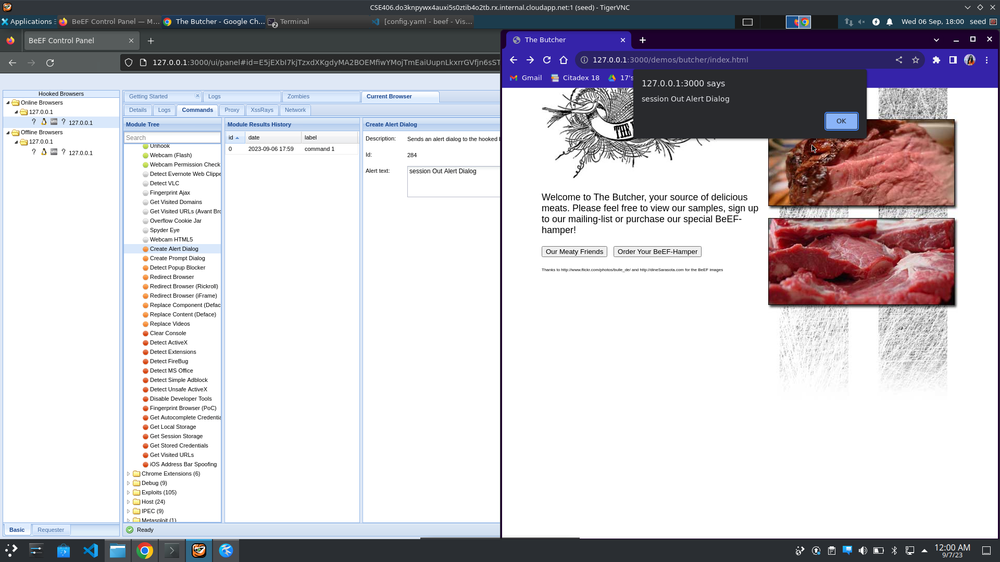 CSE406.do3knpywx4auxi5s0ztib4o2tb.rx.internal.cloudapp.net:1 (seed) - TigerVNC
Applications
BeEF Control Panel — M...
The Butcher - Google Ch...
2
Terminal
[config.yaml - beef - Vis...
Wed 06 Sep, 18:00
seed
BeEF Control Panel
127.0.0.1:3000/ui/panel#id=E5jEXbI7kjTzxdXKgdyMA2BOEMfiwYMojTmEaiUupnLkxrrGVfjn6sST
Hooked Browsers
Online Browsers
127.0.0.1
? vm ? 127.0.0.1
Offline Browsers
127.0.0.1
? vm ? 127.0.0.1
Basic
Requester
Getting Started
Logs
Zombies
Current Browser
Details
Logs
Commands
Proxy
XssRays
Network
Module Tree
Search
Unhook
Webcam (Flash)
Webcam Permission Check
Detect Evernote Web Clippe
Detect VLC
Fingerprint Ajax
Get Visited Domains
Get Visited URLs (Avant Bro
Overflow Cookie Jar
Spyder Eye
Webcam HTML5
Create Alert Dialog
Create Prompt Dialog
Detect Popup Blocker
Redirect Browser
Redirect Browser (Rickroll)
Redirect Browser (iFrame)
Replace Component (Defac
Replace Content (Deface)
Replace Videos
Clear Console
Detect ActiveX
Detect Extensions
Detect FireBug
Detect MS Office
Detect Simple Adblock
Detect Unsafe ActiveX
Disable Developer Tools
Fingerprint Browser (PoC)
Get Autocomplete Credentia
Get Local Storage
Get Session Storage
Get Stored Credentials
Get Visited URLs
iOS Address Bar Spoofing
Chrome Extensions (6)
Debug (9)
Exploits (105)
Host (24)
IPEC (9)
Metasploit (1)
Module Results History
id date label
0 2023-09-06 17:59 command 1
Create Alert Dialog
Description: Sends an alert dialog to the hooked b
Id: 284
Alert text: session Out Alert Dialog
Ready
The Butcher
127.0.0.1:3000/demos/butcher/index.html
Gmail
Citadex 18
17's
127.0.0.1:3000 says
session Out Alert Dialog
OK
THE
Welcome to The Butcher, your source of delicious
meats. Please feel free to view our samples, sign up
to our mailing-list or purchase our special BeEF-
hamper!
Our Meaty Friends
Order Your BeEF-Hamper
Thanks to http://www.flickr.com/photos/bulle_de/ and http://dineSarasota.com for the BeEF images
12:00 AM
9/7/23